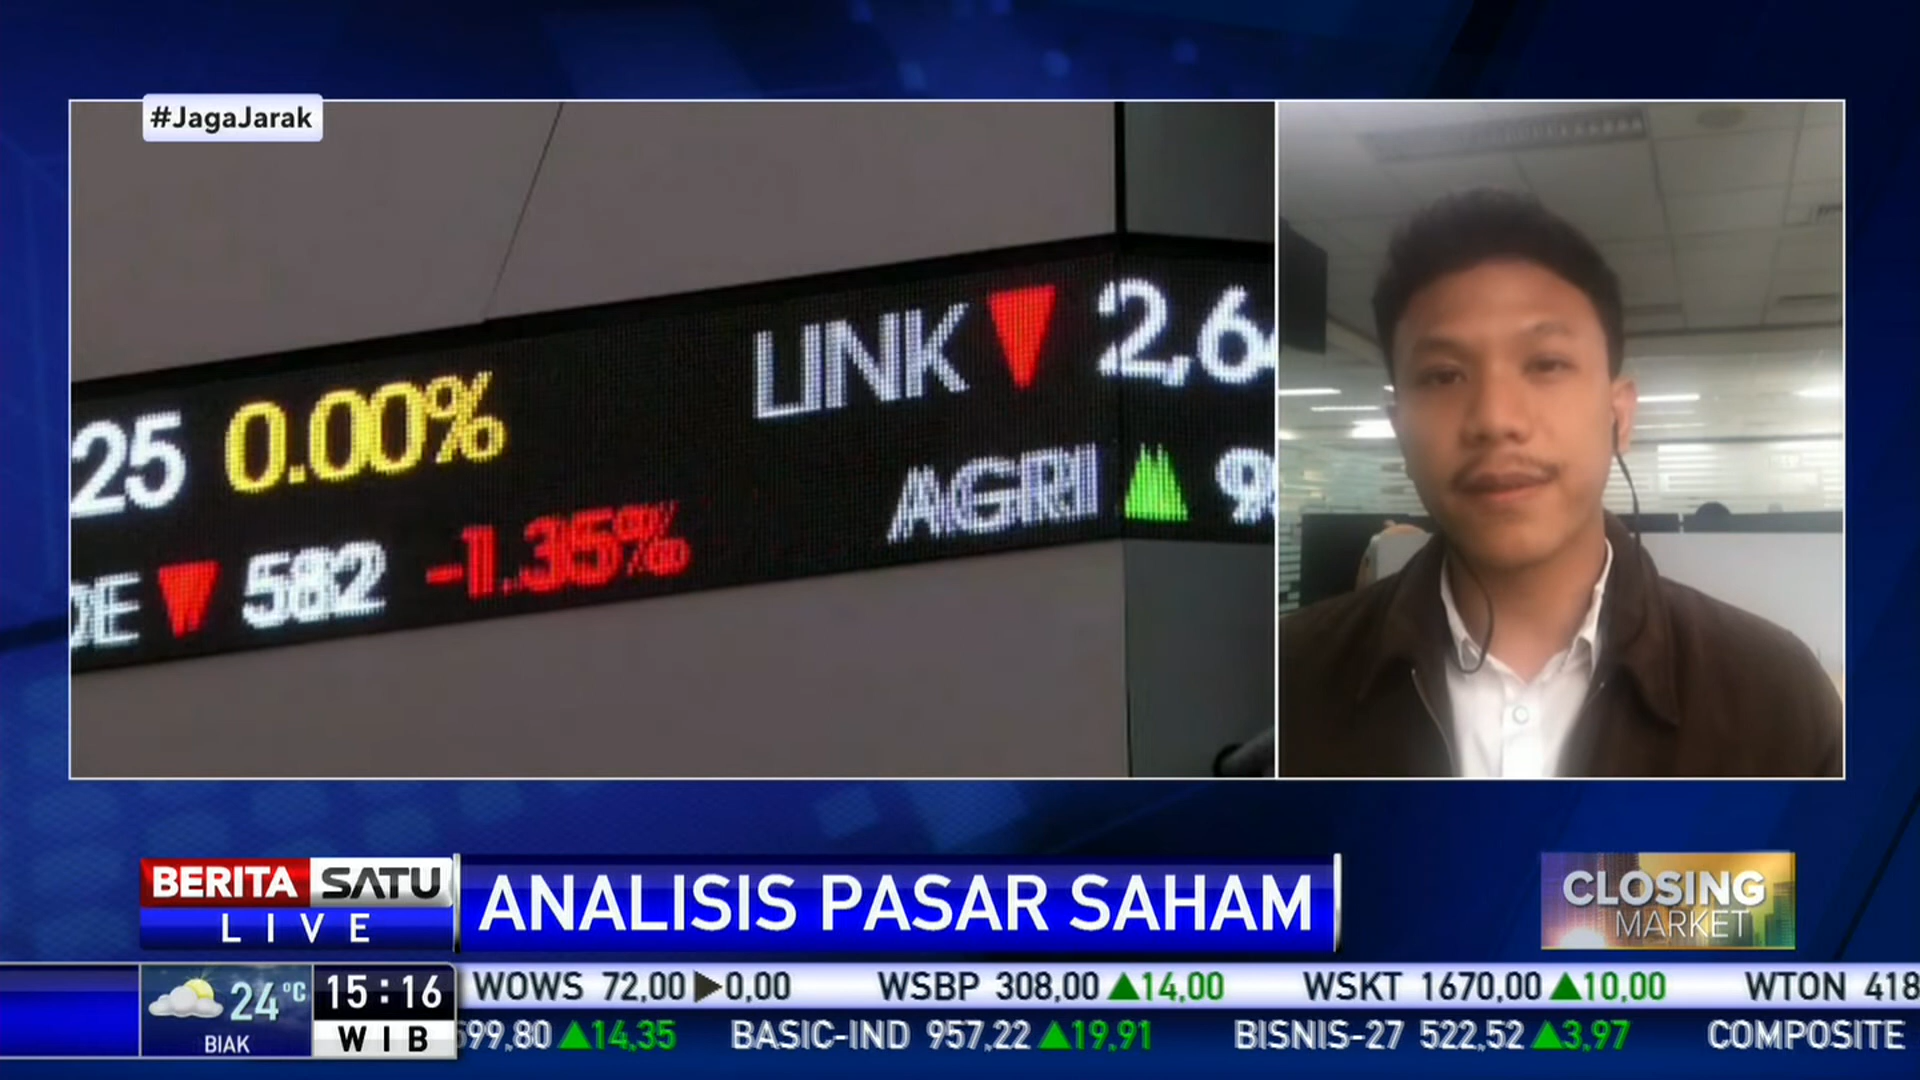 #JagaJarak
25 0.00%
LINK ▼ 2,6
582 -1.35%
AGRI ▲ 9
BERITA SATU
LIVE
ANALISIS PASAR SAHAM
CLOSING
MARKET
24°C
BIAK
15:16
WIB
WOWS 72,00 ▶ 0,00 WSBP 308,00 ▲ 14,00 WSKT 1670,00 ▲ 10,00 WTON 418
599,80 ▲ 14,35 BASIC-IND 957,22 ▲ 19,91 BISNIS-27 522,52 ▲ 3,97 COMPOSITE